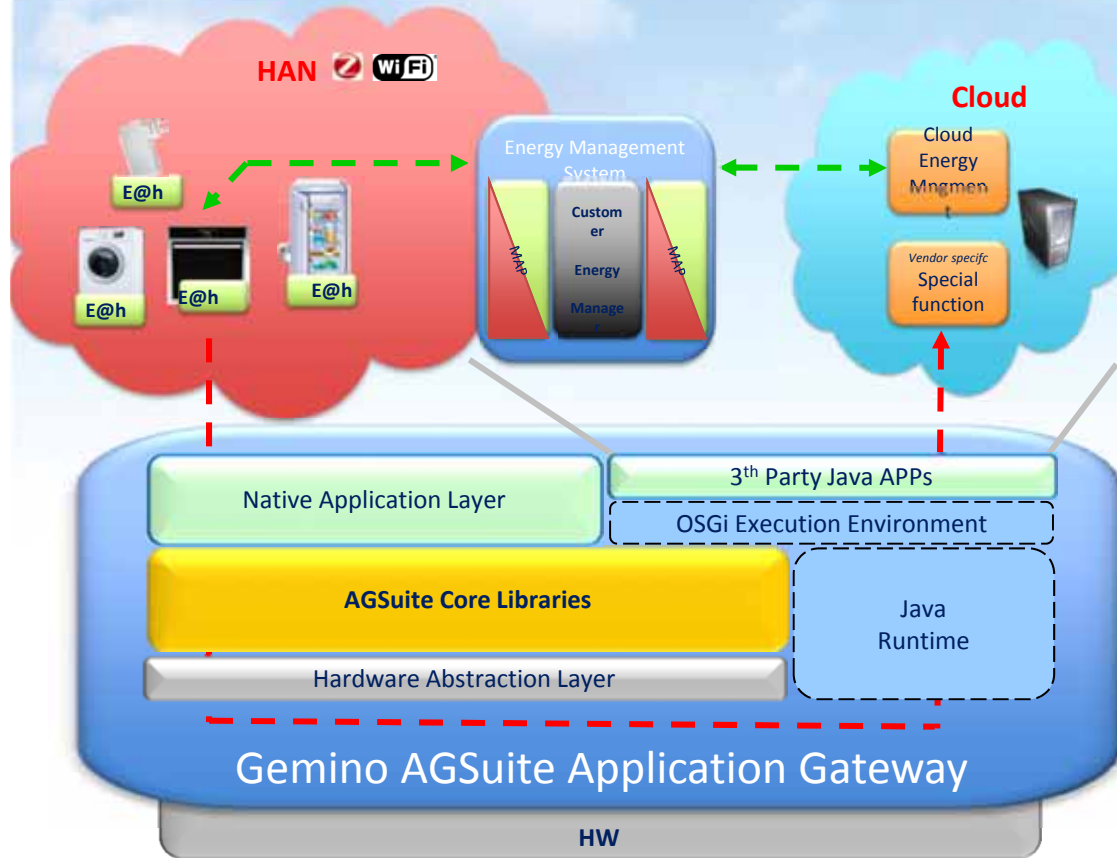 HAN Z WiFi
Cloud
Energy Management
System
Cloud
Energy
Mngmen
t
E@h
MAP
Custom
er
Energy
Manage
r
MAP
Vendor specifc
Special
function
E@h
E@h
E@h
3th Party Java APPs
Native Application Layer
OSGi Execution Environment
AGSuite Core Libraries
Java
Runtime
Hardware Abstraction Layer
Gemino AGSuite Application Gateway
HW